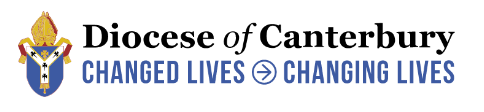 Diocese of Canterbury
CHANGED LIVES → CHANGING LIVES